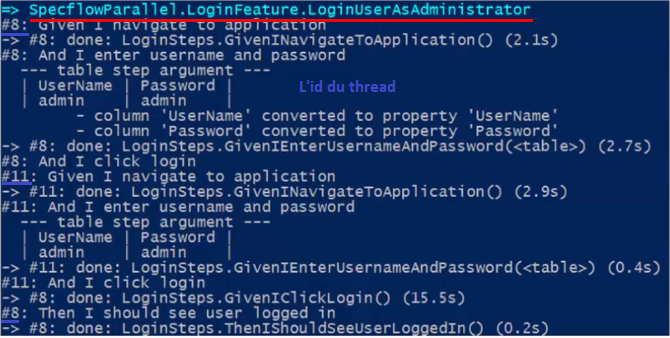 => SpecflowParallel.LoginFeature.LoginUserAsAdministrator
#8: Given I navigate to application
-> #8: done: LoginSteps.GivenINavigateToApplication() (2.1s)
#8: And I enter username and password
--- table step argument ---
| UserName | Password |
| admin | admin |
L'id du thread
- column 'UserName' converted to property 'UserName'
- column 'Password' converted to property 'Password'
-> #8: done: LoginSteps.GivenIEnterUsernameAndPassword(<table>) (2.7s)
#8: And I click login
#11: Given I navigate to application
-> #11: done: LoginSteps.GivenINavigateToApplication() (2.9s)
#11: And I enter username and password
--- table step argument ---
| UserName | Password |
| admin | admin |
-> #11: done: LoginSteps.GivenIEnterUsernameAndPassword(<table>) (0.4s)
#11: And I click login
-> #8: done: LoginSteps.GivenIClickLogin() (15.5s)
#8: Then I should see user logged in
-> #8: done: LoginSteps.ThenIShouldSeeUserLoggedIn() (0.2s)